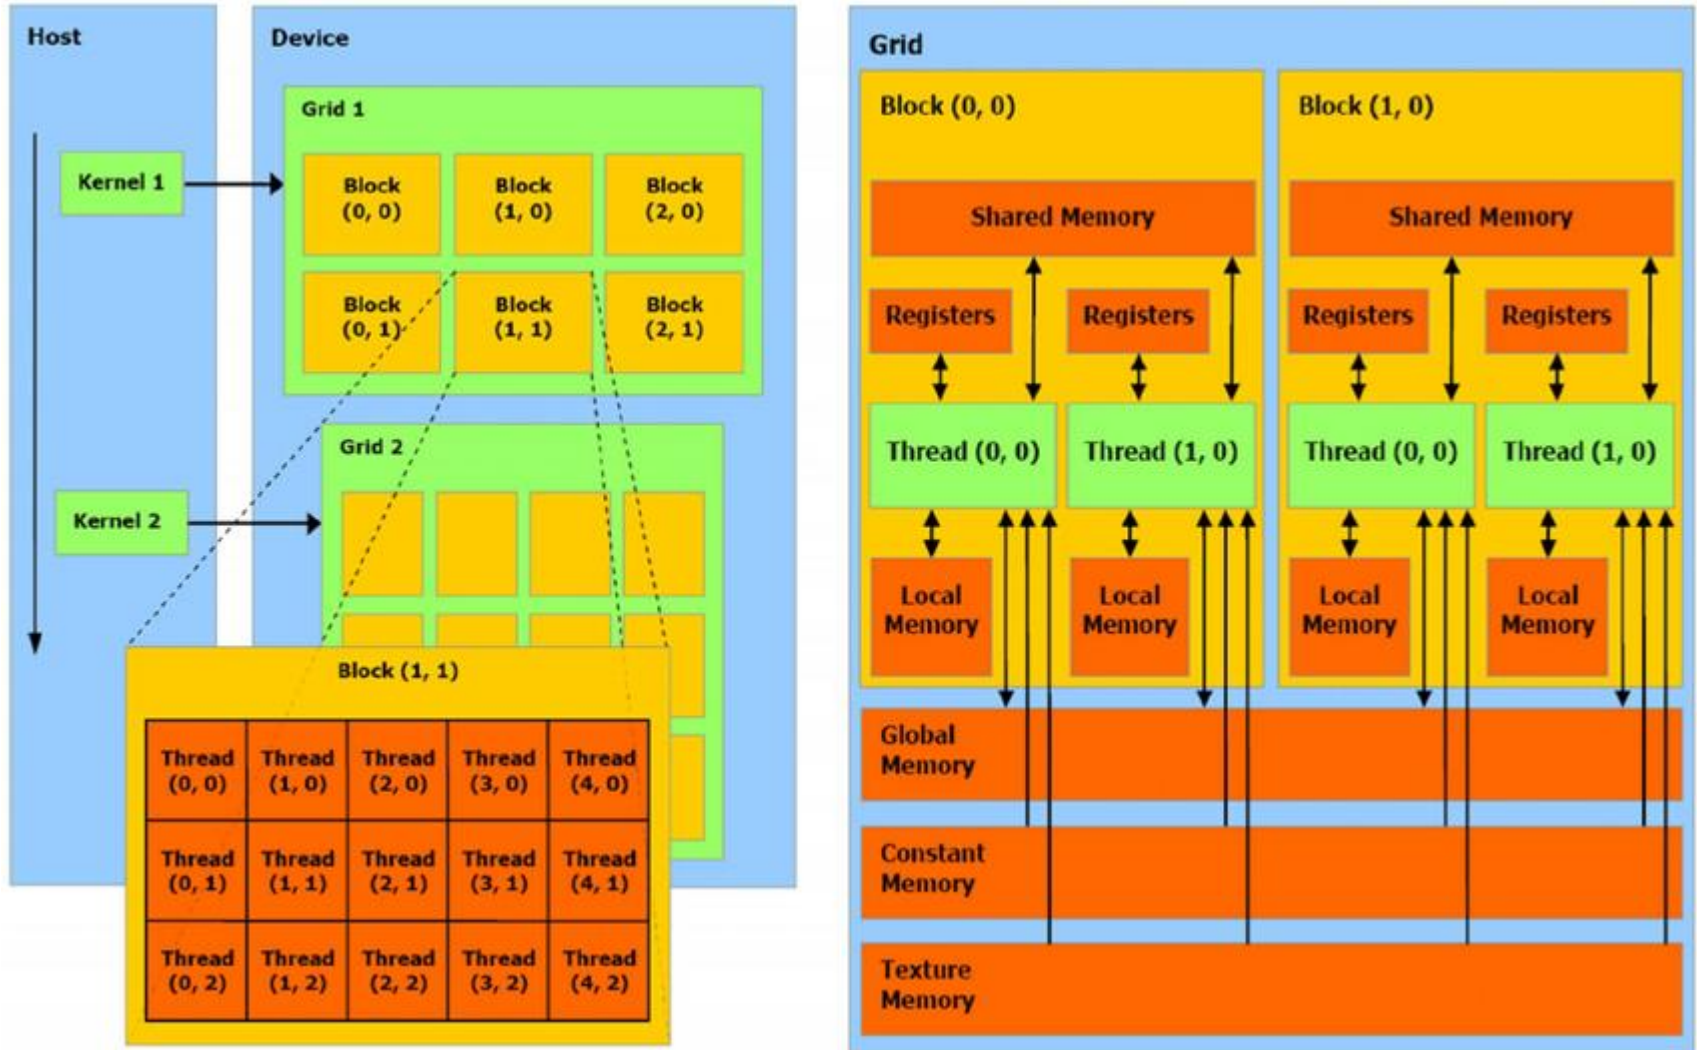 Host
Device
Grid 1
Kernel 1
Block
(0, 0)
Block
(1, 0)
Block
(2, 0)
Block
(0, 1)
Block
(1, 1)
Block
(2, 1)
Grid 2
Kernel 2
Block (1, 1)
Thread
(0, 0)
Thread
(1, 0)
Thread
(2, 0)
Thread
(3, 0)
Thread
(4, 0)
Thread
(0, 1)
Thread
(1, 1)
Thread
(2, 1)
Thread
(3, 1)
Thread
(4, 1)
Thread
(0, 2)
Thread
(1, 2)
Thread
(2, 2)
Thread
(3, 2)
Thread
(4, 2)
Grid
Block (0, 0)
Shared Memory
Registers
Registers
Thread (0, 0)
Thread (1, 0)
Local
Memory
Local
Memory
Block (1, 0)
Shared Memory
Registers
Registers
Thread (0, 0)
Thread (1, 0)
Local
Memory
Local
Memory
Global
Memory
Constant
Memory
Texture
Memory